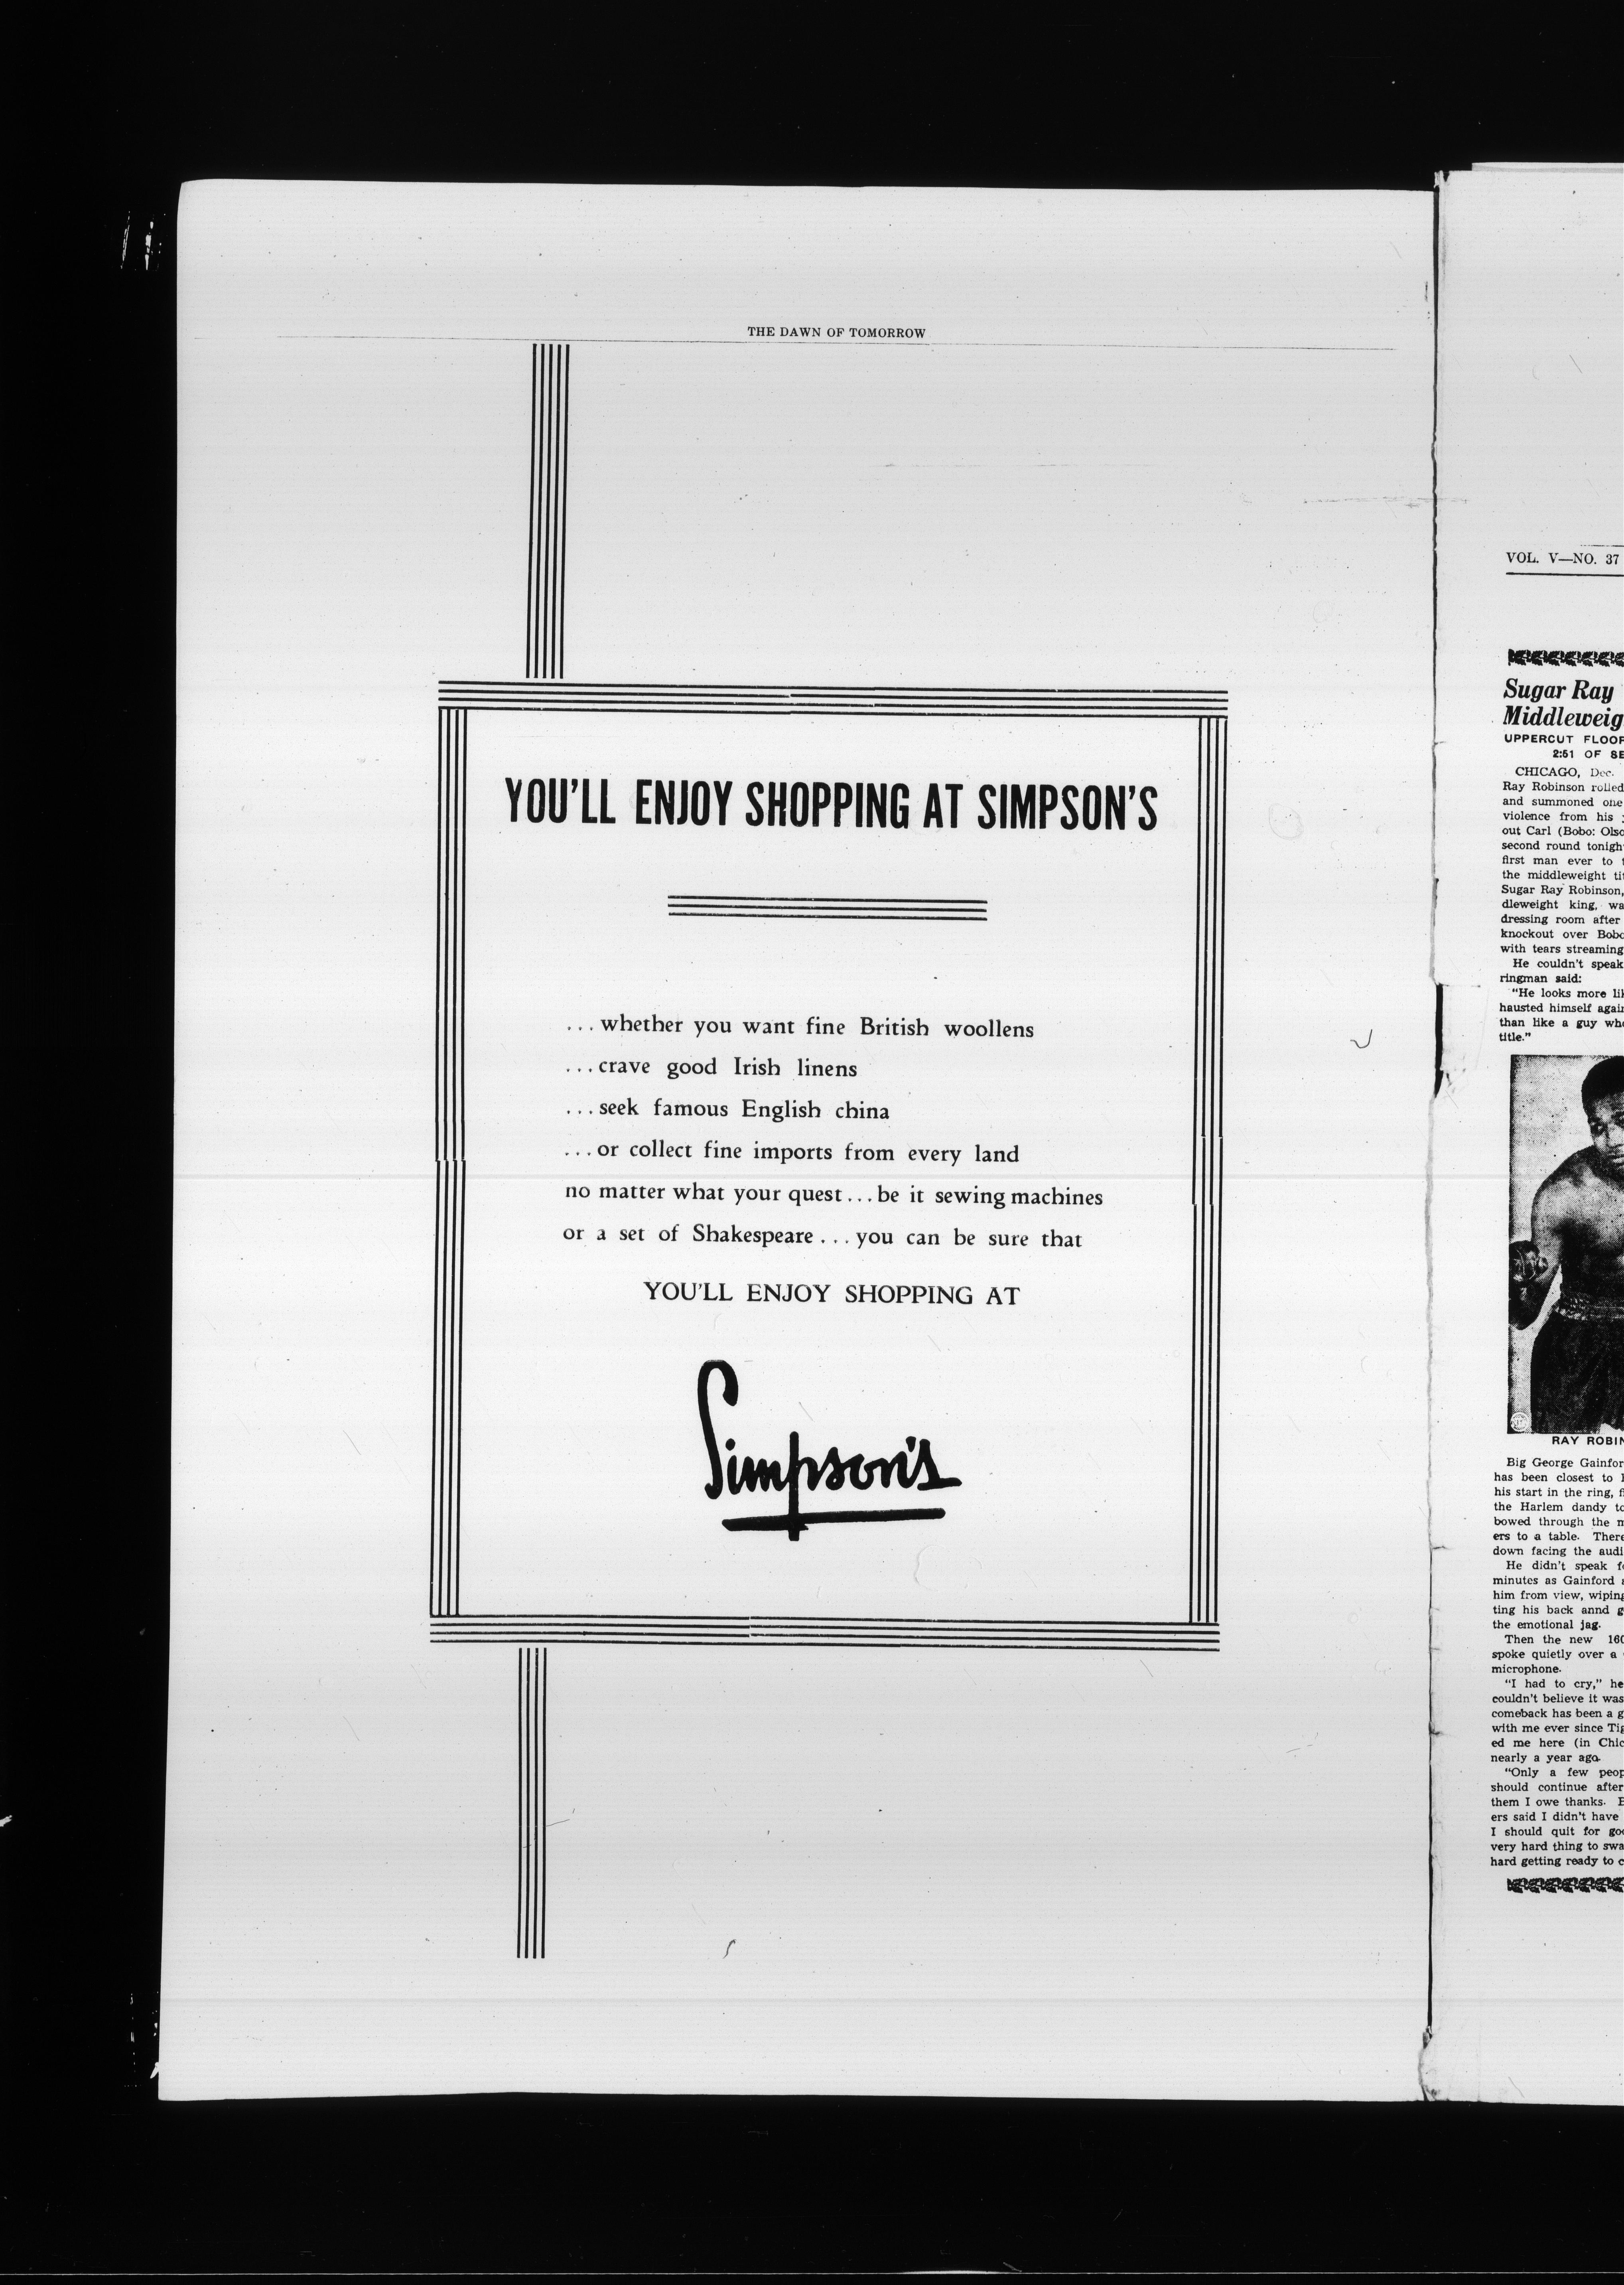 THE DAWN OF TOMORROW
YOU'LL ENJOY SHOPPING AT SIMPSON'S
...whether you want fine British woollens
...crave good Irish linens
...seek famous English china
...or collect fine imports from every land
no matter what your quest...be it sewing machines
or a set of Shakespeare...you can be sure that
YOU'LL ENJOY SHOPPING AT
Simpson's
VOL. V—NO. 37
Sugar Ray
Middleweig
UPPERCUT FLOOR
2:51 OF SE
CHICAGO, Dec.
Ray Robinson rolled
and summoned one
violence from his
out Carl (Bobo: Olso
second round tonigh
first man ever to
the middleweight tit
Sugar Ray Robinson,
dleweight king, wa
dressing room after
knockout over Bobo
with tears streaming
He couldn't speak
ringman said:
"He looks more lik
hausted himself again
than like a guy who
title."
RAY ROBIN
Big George Gainfor
has been closest to
his start in the ring, fi
the Harlem dandy to
bowed through the m
ers to a table. There
down facing the audi
He didn't speak fo
minutes as Gainford
him from view, wiping
ting his back annd g
the emotional jag.
Then the new 160
spoke quietly over a
microphone.
"I had to cry," he
couldn't believe it was
comeback has been a g
with me ever since Tig
ed me here (in Chic
nearly a year ago.
"Only a few peop
should continue after
them I owe thanks. B
ers said I didn't have
I should quit for goo
very hard thing to swa
hard getting ready to c